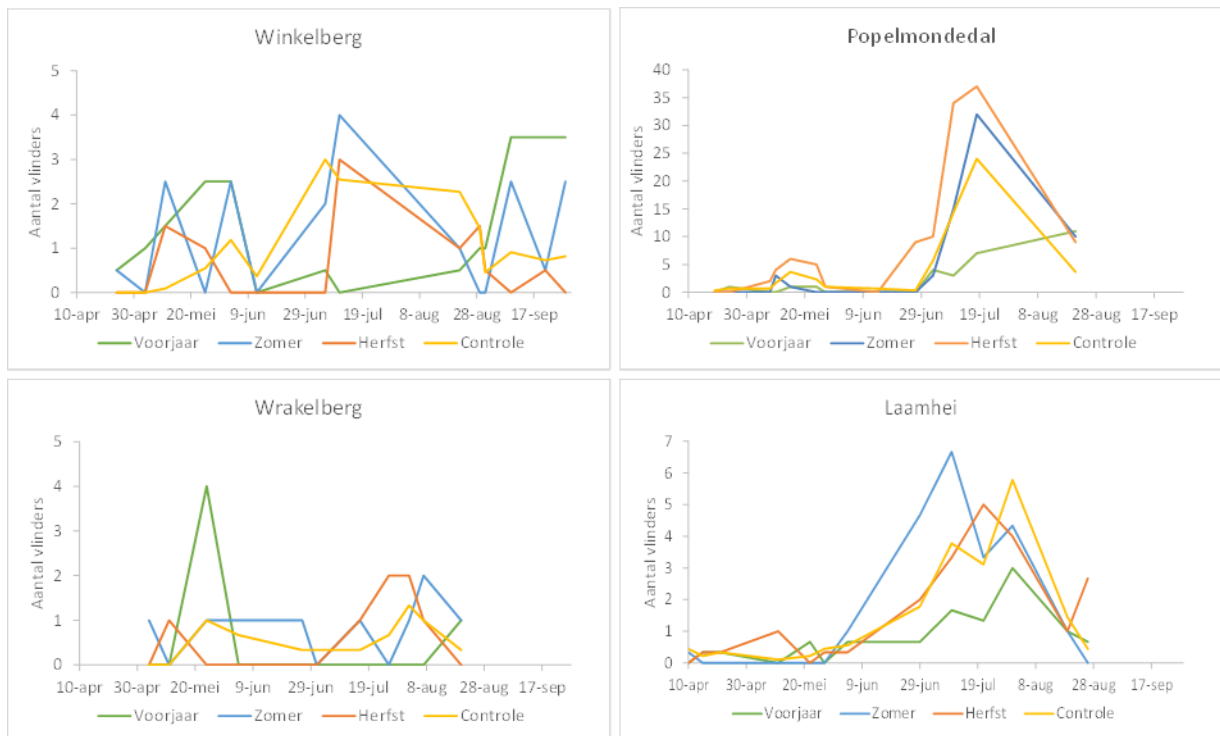 Winkelberg
Aantal vlinders
5
4
3
2
1
0
10-apr 30-apr 20-mei 9-jun 29-jun 19-jul 8-aug 28-aug 17-sep
Voorjaar Zomer Herfst Controle
Popelmondedal
Aantal vlinders
40
35
30
25
20
15
10
5
0
10-apr 30-apr 20-mei 9-jun 29-jun 19-jul 8-aug 28-aug 17-sep
Voorjaar Zomer Herfst Controle
Wrakelberg
Aantal vlinders
5
4
3
2
1
0
10-apr 30-apr 20-mei 9-jun 29-jun 19-jul 8-aug 28-aug 17-sep
Voorjaar Zomer Herfst Controle
Laamhei
Aantal vlinders
7
6
5
4
3
2
1
0
10-apr 30-apr 20-mei 9-jun 29-jun 19-jul 8-aug 28-aug 17-sep
Voorjaar Zomer Herfst Controle